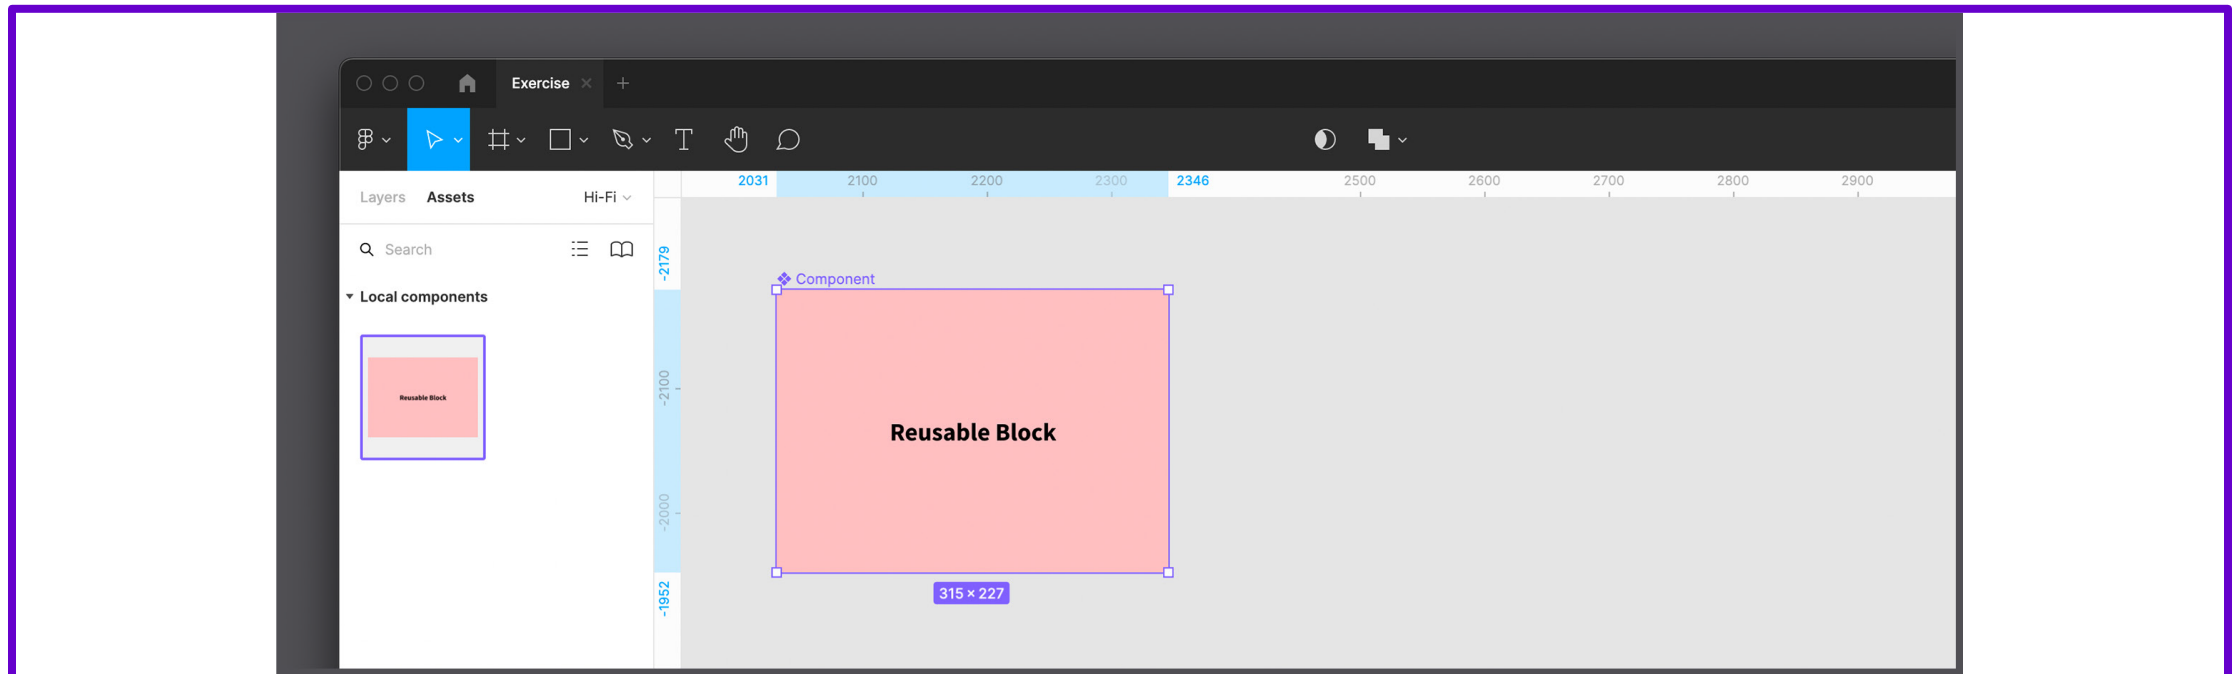 Exercise
2031 2100 2200 2300 2346 2500 2600 2700 2800 2900
Layers Assets Hi-Fi
Search
-2179
Component
Local components
-2100
Reusable Block
Reusable Block
-2000
315 × 227
-1952